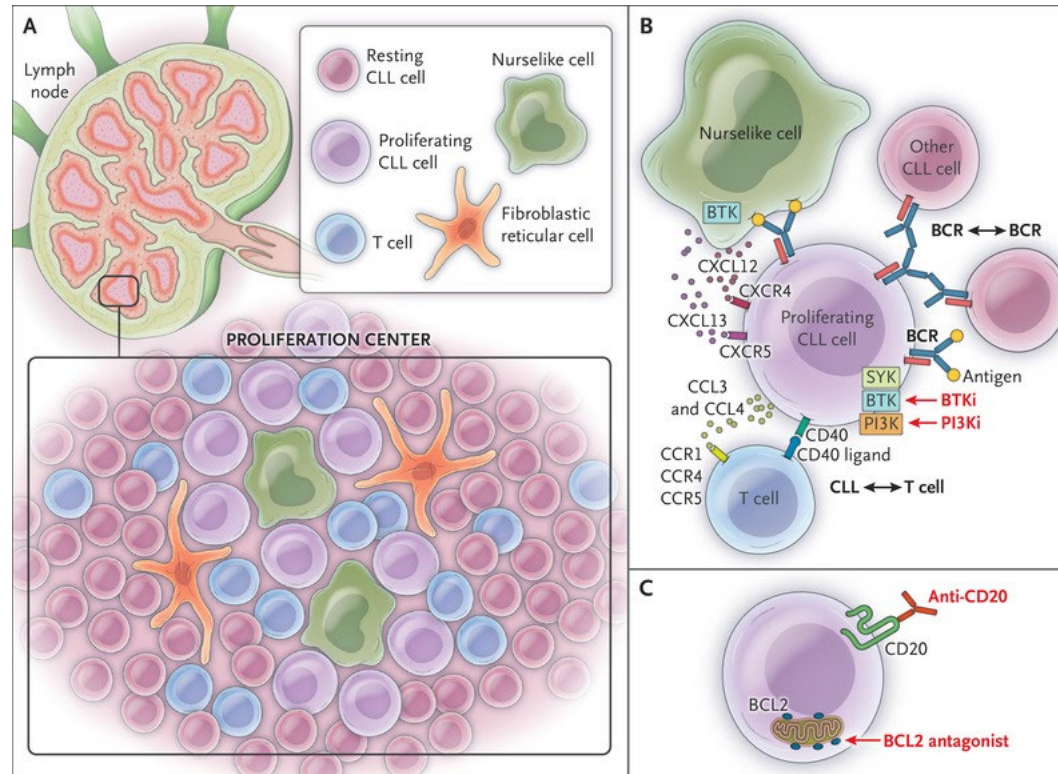 A
Lymph
node
Resting
CLL cell
Proliferating
CLL cell
T cell
Nurselike cell
Fibroblastic
reticular cell
PROLIFERATION CENTER
B
Nurselike cell
BTK
Other
CLL cell
BCR ⟷ BCR
CXCL12
CXCR4
CXCL13
CXCR5
Proliferating
CLL cell
BCR
Antigen
SYK
BTK
BTKi
PI3K
PI3Ki
CCL3
and CCL4
CD40
CD40 ligand
CCR1
CCR4
CCR5
T cell
CLL ⟷ T cell
C
Anti-CD20
CD20
BCL2
BCL2 antagonist